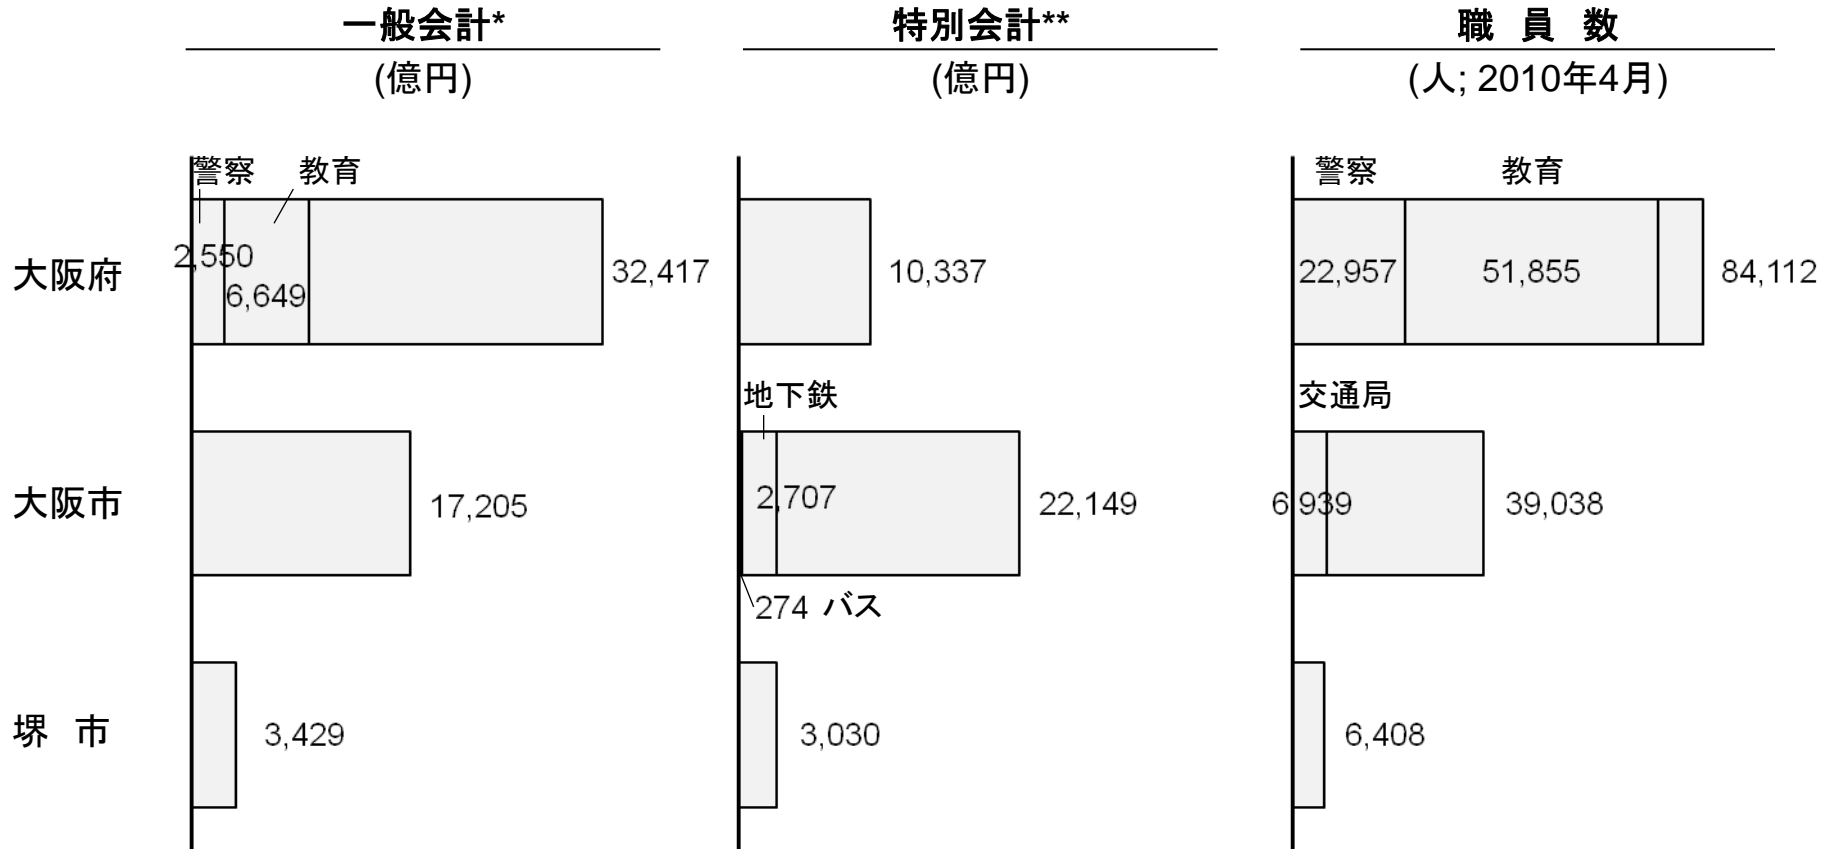 一般会計*
特別会計**
職 員 数
(億円)
(億円)
(人; 2010年4月)
警察
教育
警察
教育
大阪府
2,550
6,649
32,417
10,337
22,957
51,855
84,112
地下鉄
交通局
大阪市
17,205
2,707
22,149
6,939
39,038
274 バス
堺 市
3,429
3,030
6,408